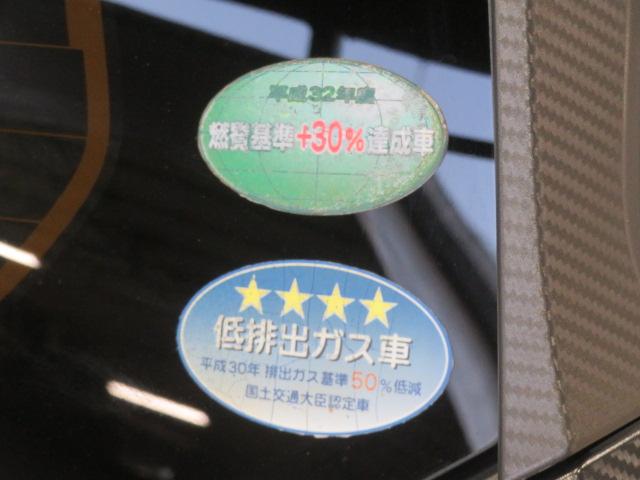 平成32年度
燃費基準+30%達成車
低排出ガス車
平成30年 排出ガス基準50%低減
国土交通大臣認定車